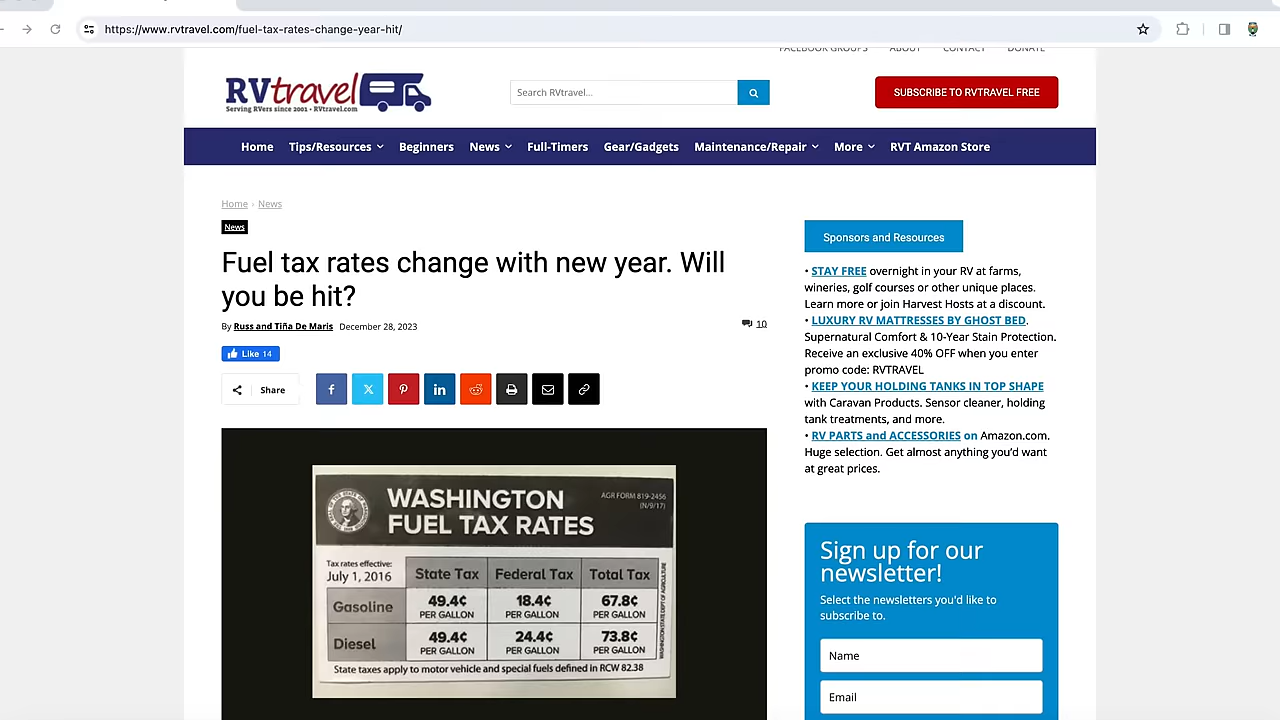 https://www.rvtravel.com/fuel-tax-rates-change-year-hit/
FACEBOOK GROUPS ABOUT CONTACT DONATE
RVtravel
Serving RVers since 2001 • RVtravel.com
Search RVtravel...
SUBSCRIBE TO RVTRAVEL FREE
Home Tips/Resources Beginners News Full-Timers Gear/Gadgets Maintenance/Repair More RVT Amazon Store
Home › News
News
Fuel tax rates change with new year. Will
you be hit?
By Russ and Tiña De Maris December 28, 2023
10
Like 14
Share
WASHINGTON
FUEL TAX RATES
AGR FORM 819-2456
(N/9/17)
Tax rates effective:
July 1, 2016
State Tax Federal Tax Total Tax
Gasoline 49.4¢ 18.4¢ 67.8¢
PER GALLON PER GALLON PER GALLON
Diesel 49.4¢ 24.4¢ 73.8¢
PER GALLON PER GALLON PER GALLON
WASHINGTON STATE DEPT OF AGRICULTURE
State taxes apply to motor vehicle and special fuels defined in RCW 82.38
Sponsors and Resources
• STAY FREE overnight in your RV at farms,
wineries, golf courses or other unique places.
Learn more or join Harvest Hosts at a discount.
• LUXURY RV MATTRESSES BY GHOST BED.
Supernatural Comfort & 10-Year Stain Protection.
Receive an exclusive 40% OFF when you enter
promo code: RVTRAVEL
• KEEP YOUR HOLDING TANKS IN TOP SHAPE
with Caravan Products. Sensor cleaner, holding
tank treatments, and more.
• RV PARTS and ACCESSORIES on Amazon.com.
Huge selection. Get almost anything you'd want
at great prices.
Sign up for our
newsletter!
Select the newsletters you'd like to
subscribe to.
Name
Email